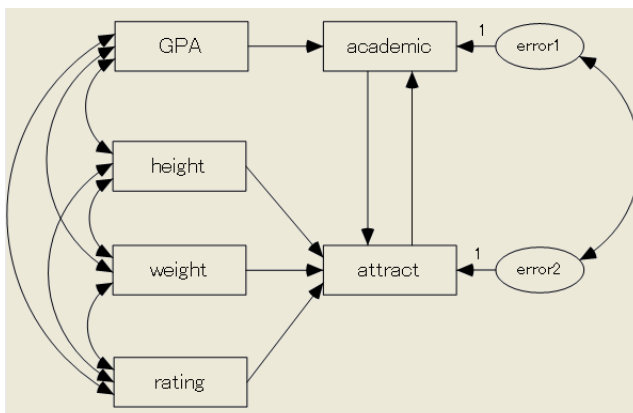 GPA
academic
1
error1
height
weight
attract
1
error2
rating